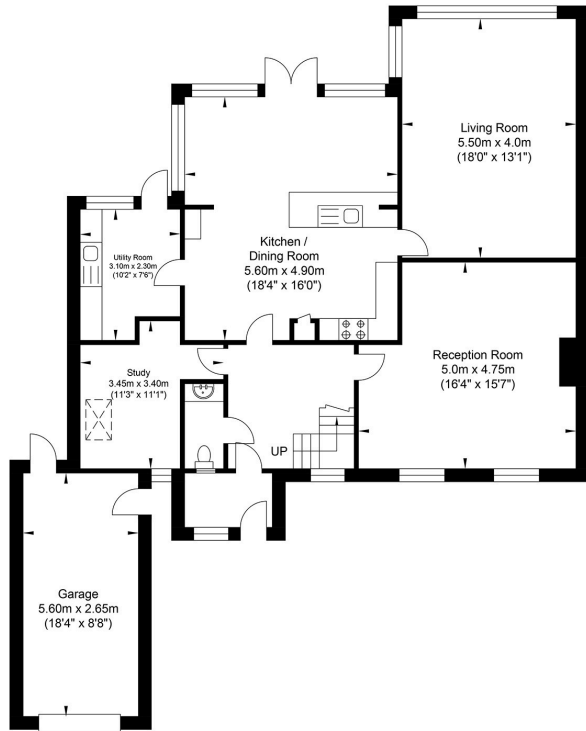 Living Room
5.50m x 4.0m
(18'0" x 13'1")
Kitchen /
Dining Room
5.60m x 4.90m
(18'4" x 16'0")
Utility Room
3.10m x 2.30m
(10'2" x 7'6")
Reception Room
5.0m x 4.75m
(16'4" x 15'7")
Study
3.45m x 3.40m
(11'3" x 11'1")
UP
Garage
5.60m x 2.65m
(18'4" x 8'8")